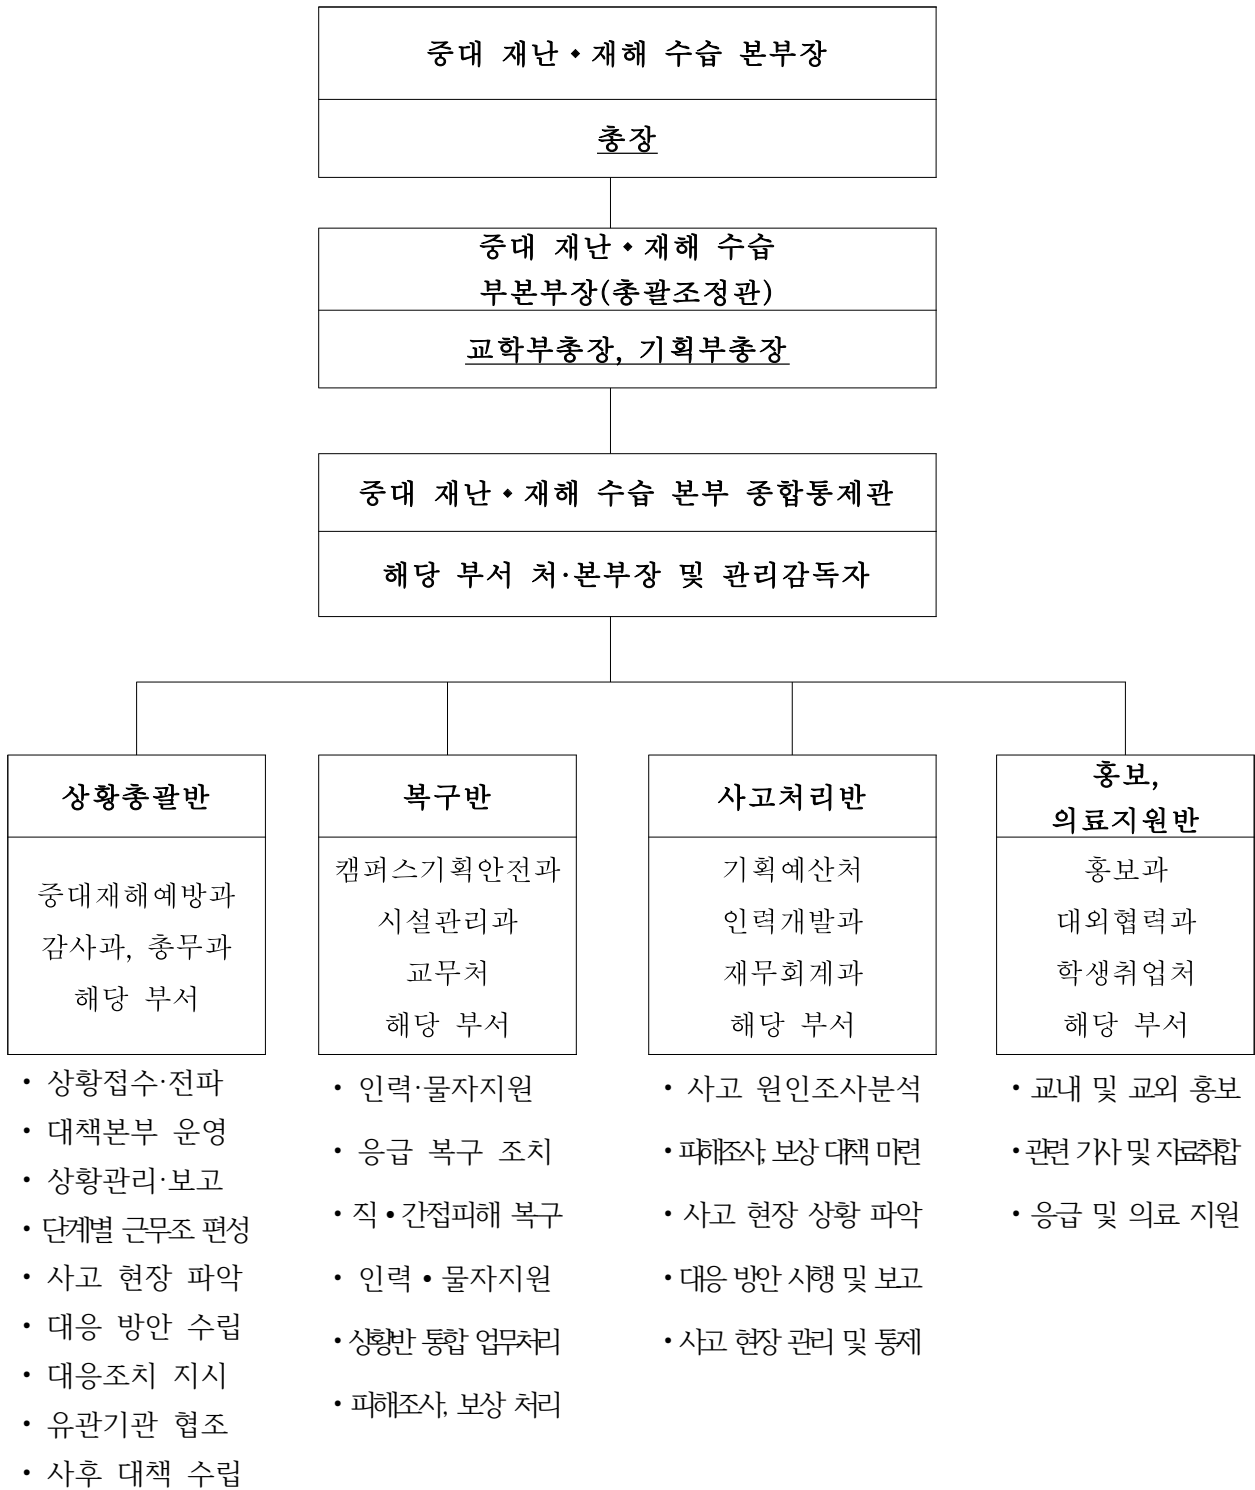 중대 재난◆재해 수습 본부장
총장
중대 재난◆재해 수습
부본부장(총괄조정관)
교학부총장, 기획부총장
중대 재난◆재해 수습 본부 종합통제관
해당 부서 처·본부장 및 관리감독자
상황총괄반
중대재해예방과
감사과, 총무과
해당 부서
• 상황접수·전파
• 대책본부 운영
• 상황관리·보고
• 단계별 근무조 편성
• 사고 현장 파악
• 대응 방안 수립
• 대응조치 지시
• 유관기관 협조
• 사후 대책 수립
복구반
캠퍼스기획안전과
시설관리과
교무처
해당 부서
• 인력·물자지원
• 응급 복구 조치
• 직•간접피해 복구
• 인력•물자지원
• 상황반 통합 업무처리
• 피해조사, 보상 처리
사고처리반
기획예산처
인력개발과
재무회계과
해당 부서
• 사고 원인조사분석
• 피해조사, 보상 대책 마련
• 사고 현장 상황 파악
• 대응 방안 시행 및 보고
• 사고 현장 관리 및 통제
홍보,
의료지원반
홍보과
대외협력과
학생취업처
해당 부서
• 교내 및 교외 홍보
• 관련 기사 및 자료취합
• 응급 및 의료 지원